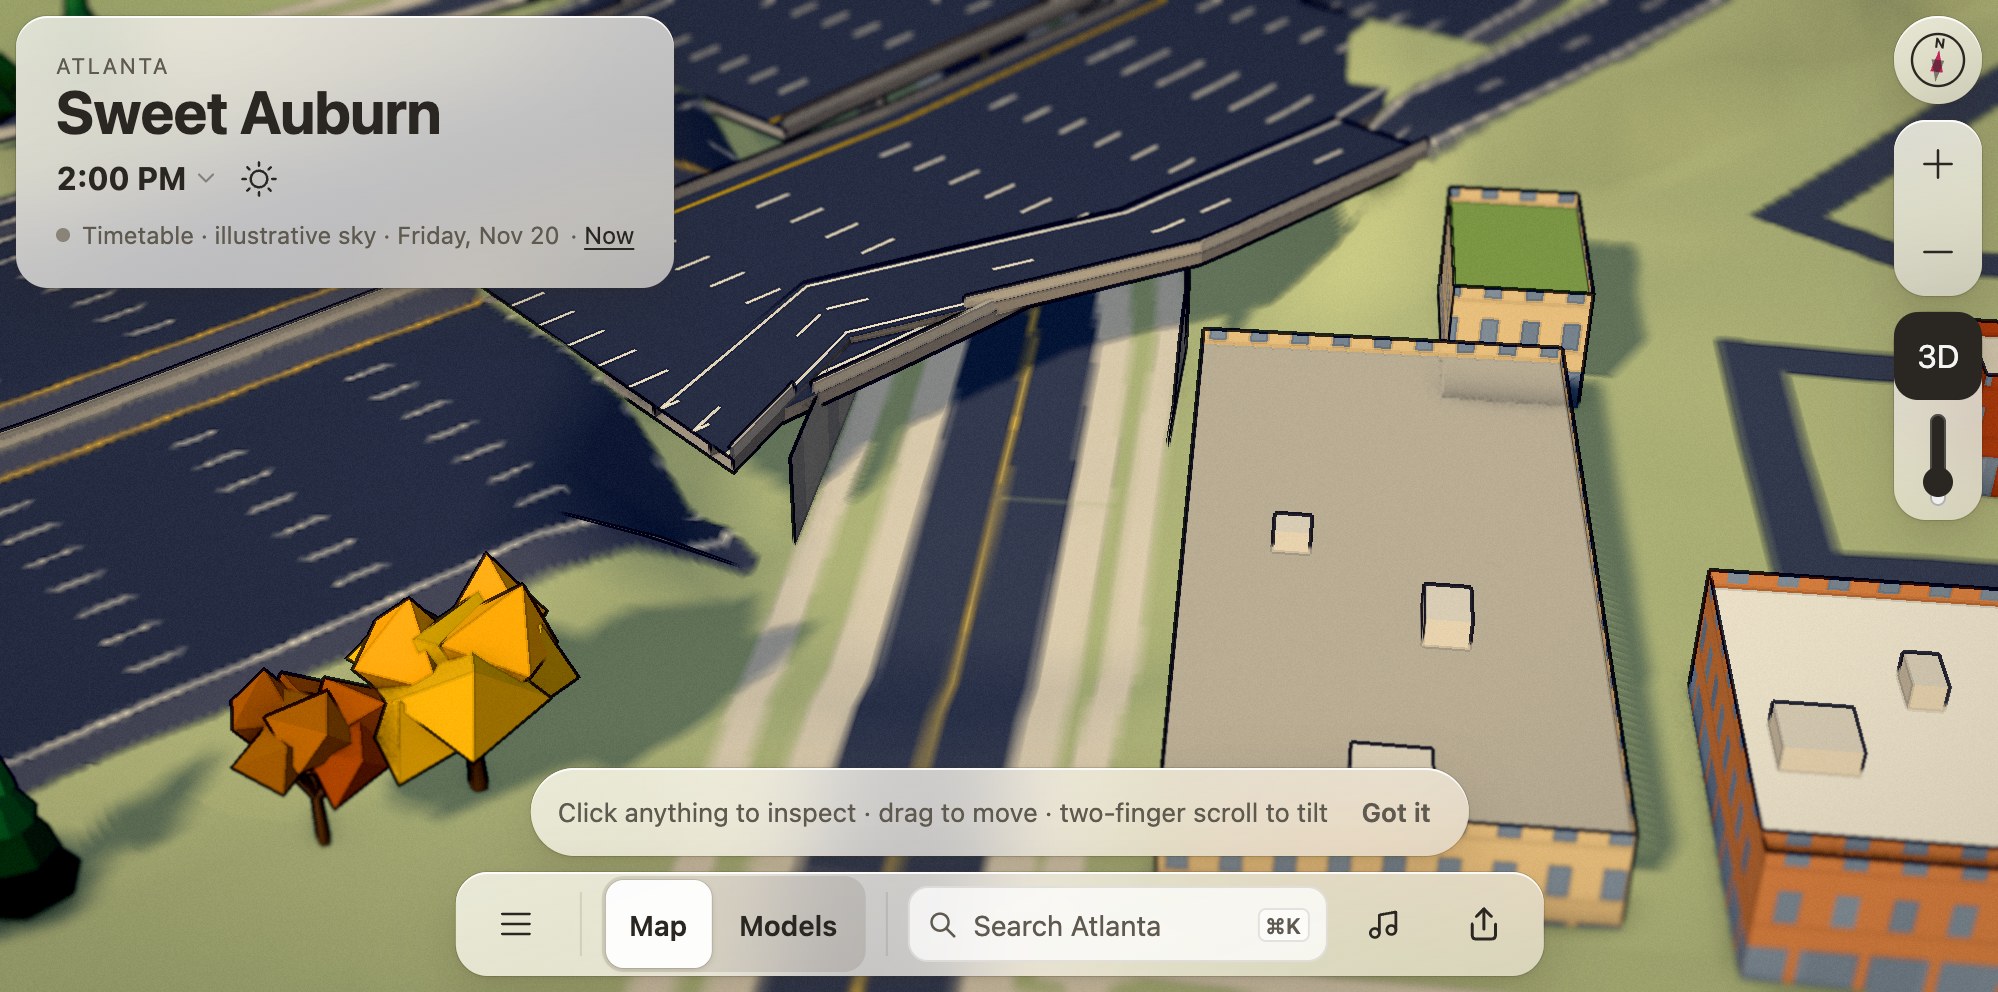 ATLANTA
Sweet Auburn
2:00 PM
Timetable · illustrative sky · Friday, Nov 20 · Now
N
3D
Click anything to inspect · drag to move · two-finger scroll to tilt Got it
Map Models Search Atlanta ⌘K